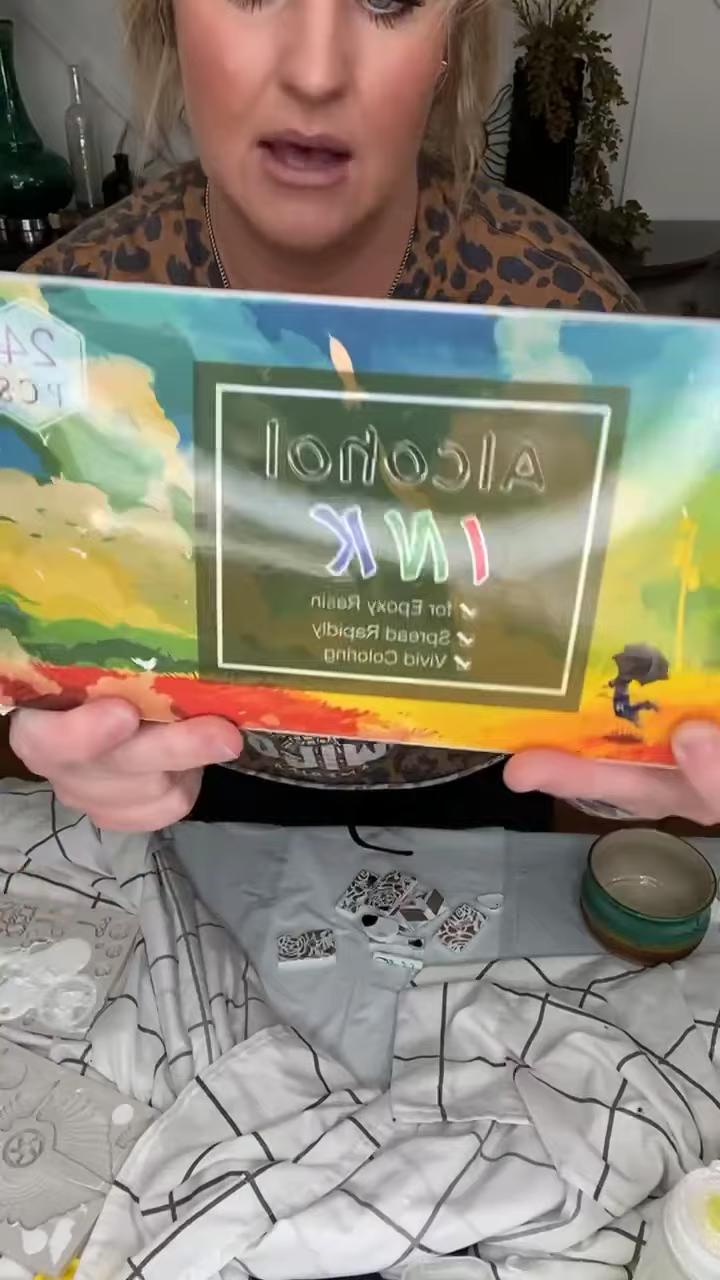 24
PCS
Alcohol
INK
✔ for Epoxy Resin
✔ Spread Rapidly
✔ Vivid Coloring